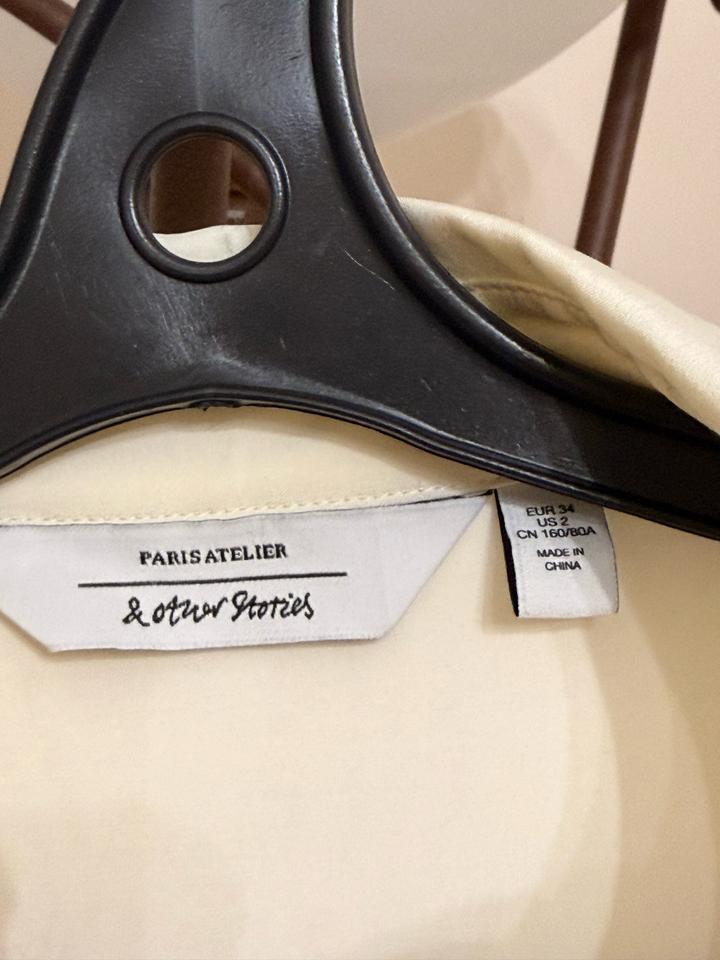 PARIS ATELIER
& other Stories
EUR 34
US 2
CN 160/80A
MADE IN
CHINA